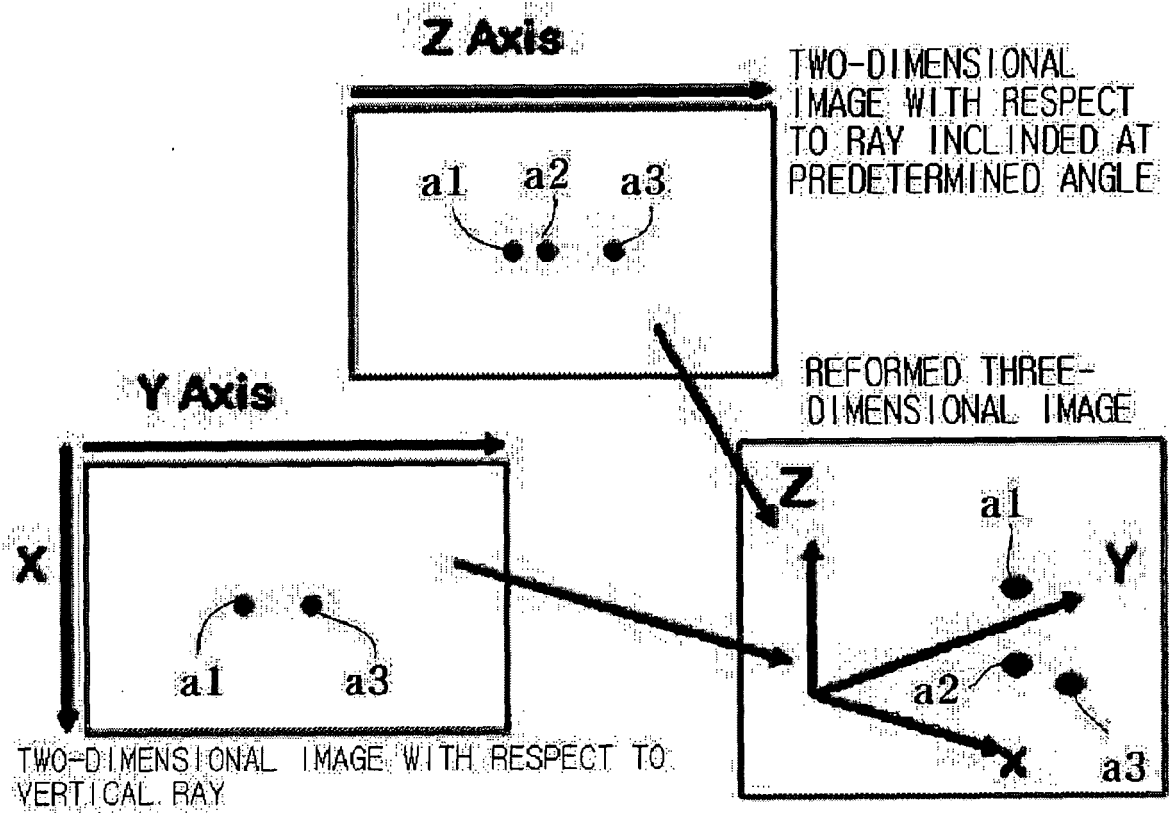 Z Axis
TWO-DIMENSIONAL
IMAGE WITH RESPECT
TO RAY INCLINDED AT
PREDETERMINED ANGLE
a1 a2 a3
Y Axis
REFORMED THREE-
DIMENSIONAL IMAGE
X
a1 a3
Z
a1
Y
a2
X
a3
TWO-DIMENSIONAL IMAGE WITH RESPECT TO
VERTICAL RAY